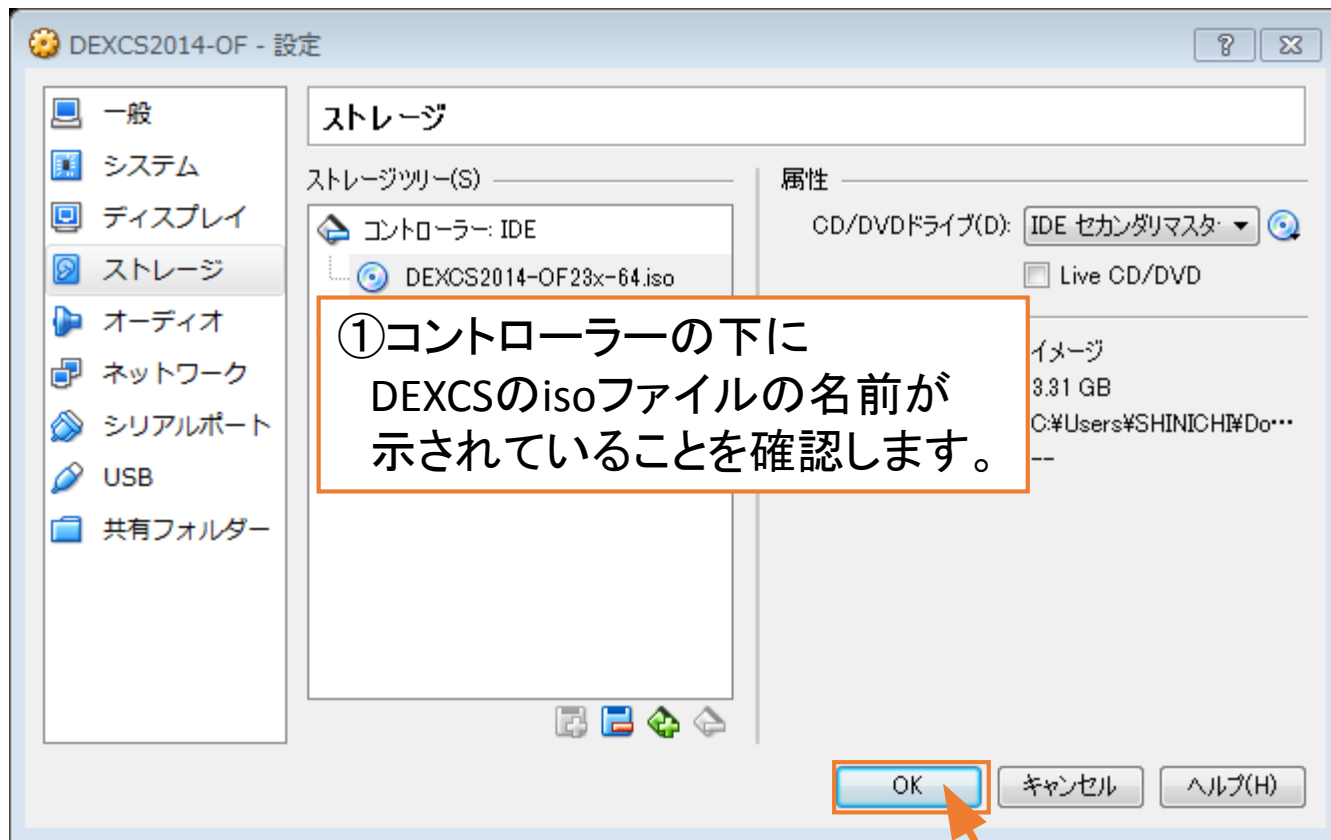 DEXCS2014-OF - 設定
一般
システム
ディスプレイ
ストレージ
オーディオ
ネットワーク
シリアルポート
USB
共有フォルダー
ストレージ
ストレージツリー(S)
コントローラー: IDE
DEXCS2014-OF23x-64.iso
①コントローラーの下に
DEXCSのisoファイルの名前が
示されていることを確認します。
属性
CD/DVDドライブ(D): IDE セカンダリマスター
Live CD/DVD
イメージ
3.31 GB
C:¥Users¥SHINICHI¥Do…
--
OK キャンセル ヘルプ(H)